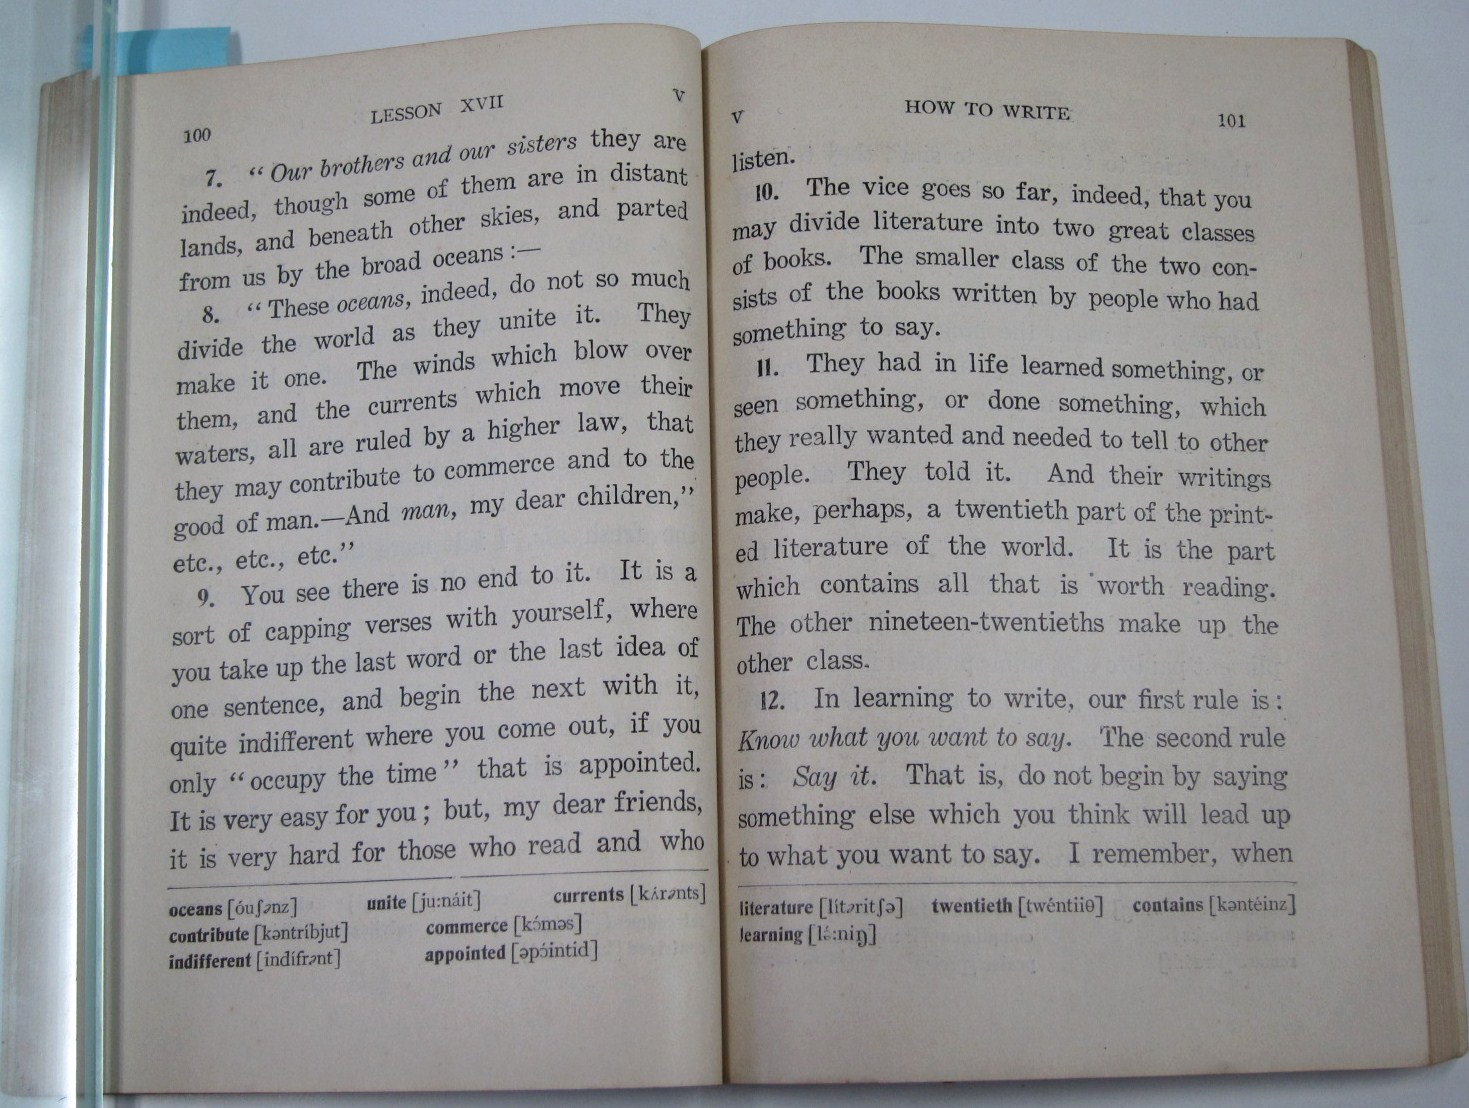 100
LESSON XVII
V
7. “ Our brothers and our sisters they are
indeed, though some of them are in distant
lands, and beneath other skies, and parted
from us by the broad oceans :—
8. “ These oceans, indeed, do not so much
divide the world as they unite it. They
make it one. The winds which blow over
them, and the currents which move their
waters, all are ruled by a higher law, that
they may contribute to commerce and to the
good of man.—And man, my dear children,”
etc., etc., etc.”
9. You see there is no end to it. It is a
sort of capping verses with yourself, where
you take up the last word or the last idea of
one sentence, and begin the next with it,
quite indifferent where you come out, if you
only “ occupy the time ” that is appointed.
It is very easy for you ; but, my dear friends,
it is very hard for those who read and who
oceans [óuʃənz] unite [ju:náit] currents [kʌ́rənts]
contribute [kəntríbjut] commerce [kɔ́məs]
indifferent [indífrənt] appointed [əpɔ́intid]
V
HOW TO WRITE
101
listen.
10. The vice goes so far, indeed, that you
may divide literature into two great classes
of books. The smaller class of the two con-
sists of the books written by people who had
something to say.
11. They had in life learned something, or
seen something, or done something, which
they really wanted and needed to tell to other
people. They told it. And their writings
make, perhaps, a twentieth part of the print-
ed literature of the world. It is the part
which contains all that is worth reading.
The other nineteen-twentieths make up the
other class.
12. In learning to write, our first rule is :
Know what you want to say. The second rule
is : Say it. That is, do not begin by saying
something else which you think will lead up
to what you want to say. I remember, when
literature [lítəritʃə] twentieth [twéntiiθ] contains [kəntéinz]
learning [lə́:niŋ]